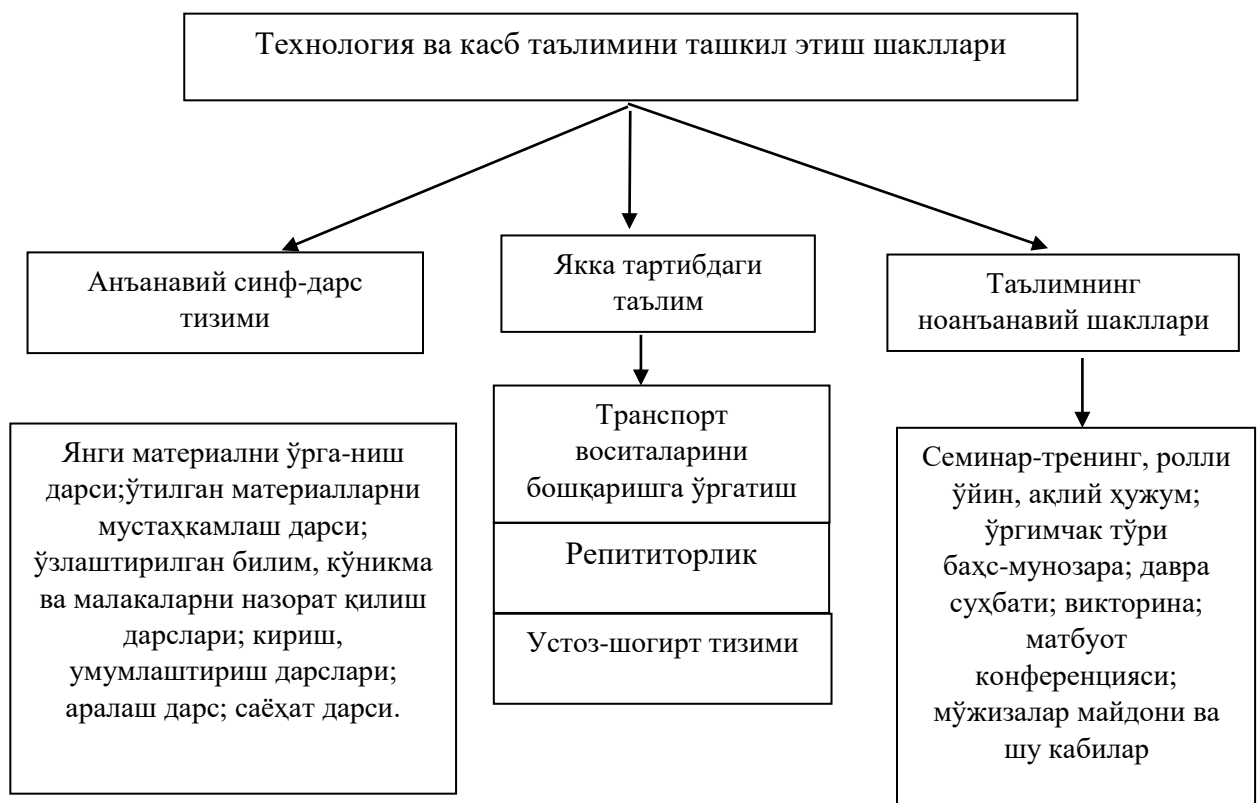 Технология ва касб таълимини ташкил этиш шакллари
Анъанавий синф-дарс
тизими
Якка тартибдаги
таълим
Таълимнинг
ноанъанавий шакллари
Янги материални ўрга-ниш
дарси;ўтилган материалларни
мустаҳкамлаш дарси;
ўзлаштирилган билим, кўникма
ва малакаларни назорат қилиш
дарслари; кириш,
умумлаштириш дарслари;
аралаш дарс; саёҳат дарси.
Транспорт
воситаларини
бошқаришга ўргатиш
Репититорлик
Устоз-шогирт тизими
Семинар-тренинг, ролли
ўйин, ақлий ҳужум;
ўргимчак тўри
баҳс-мунозара; давра
суҳбати; викторина;
матбуот
конференцияси;
мўжизалар майдони ва
шу кабилар